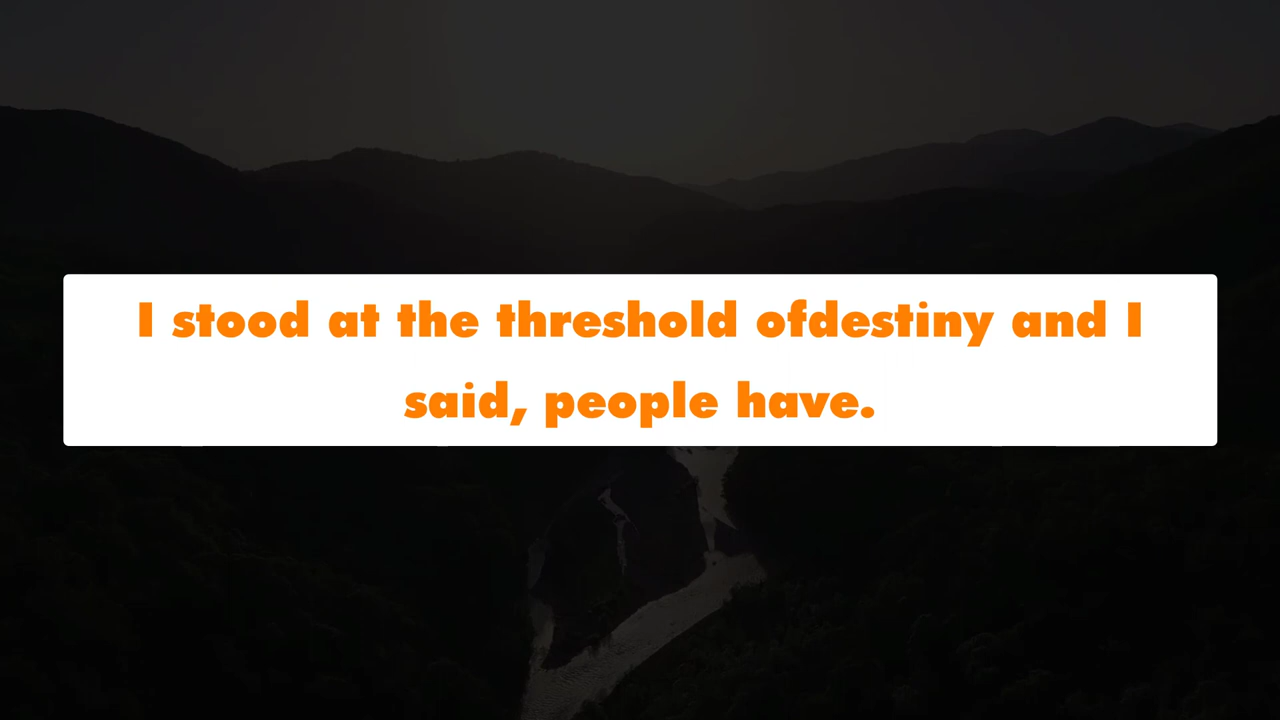 I stood at the threshold ofdestiny and I
said, people have.